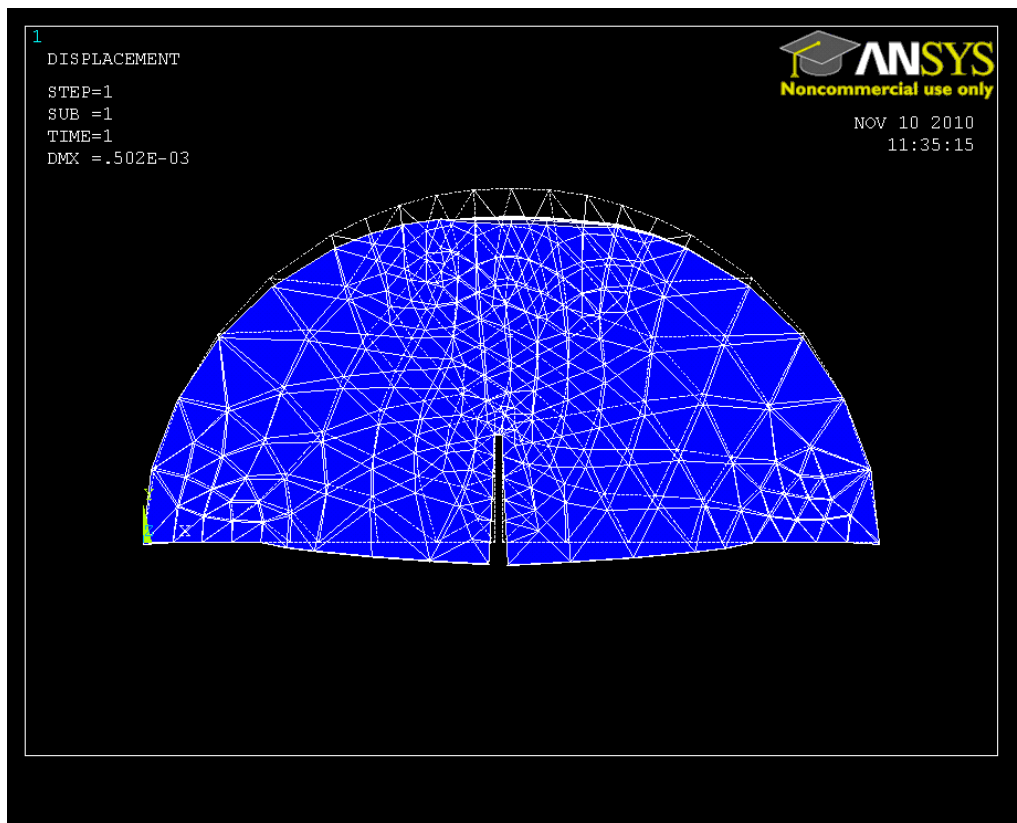 1
DISPLACEMENT
STEP=1
SUB =1
TIME=1
DMX =.502E-03
ANSYS
Noncommercial use only
NOV 10 2010
11:35:15
Y
X